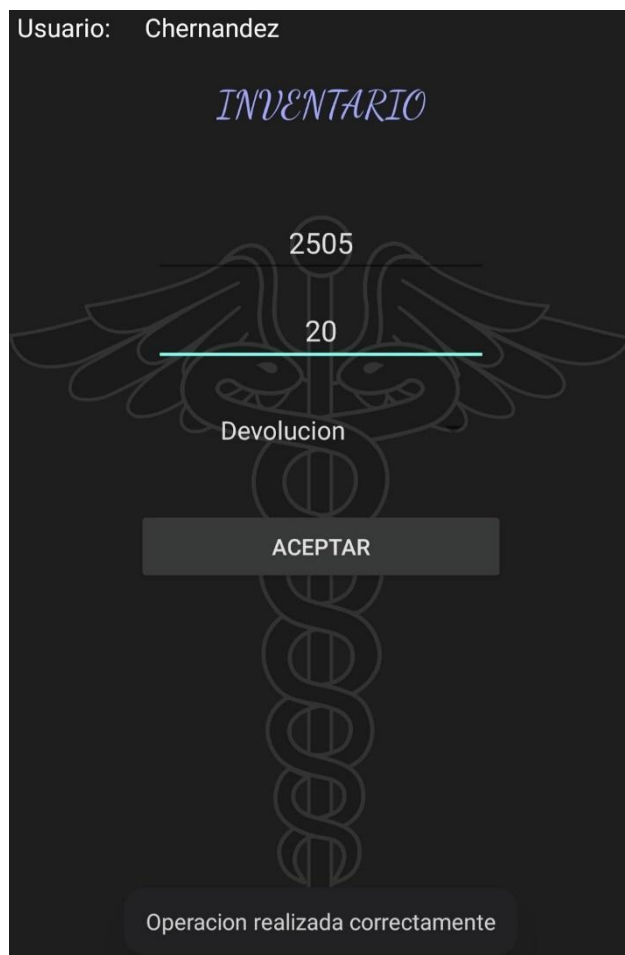 Usuario: Chernandez
INVENTARIO
2505
20
Devolucion
ACEPTAR
Operacion realizada correctamente